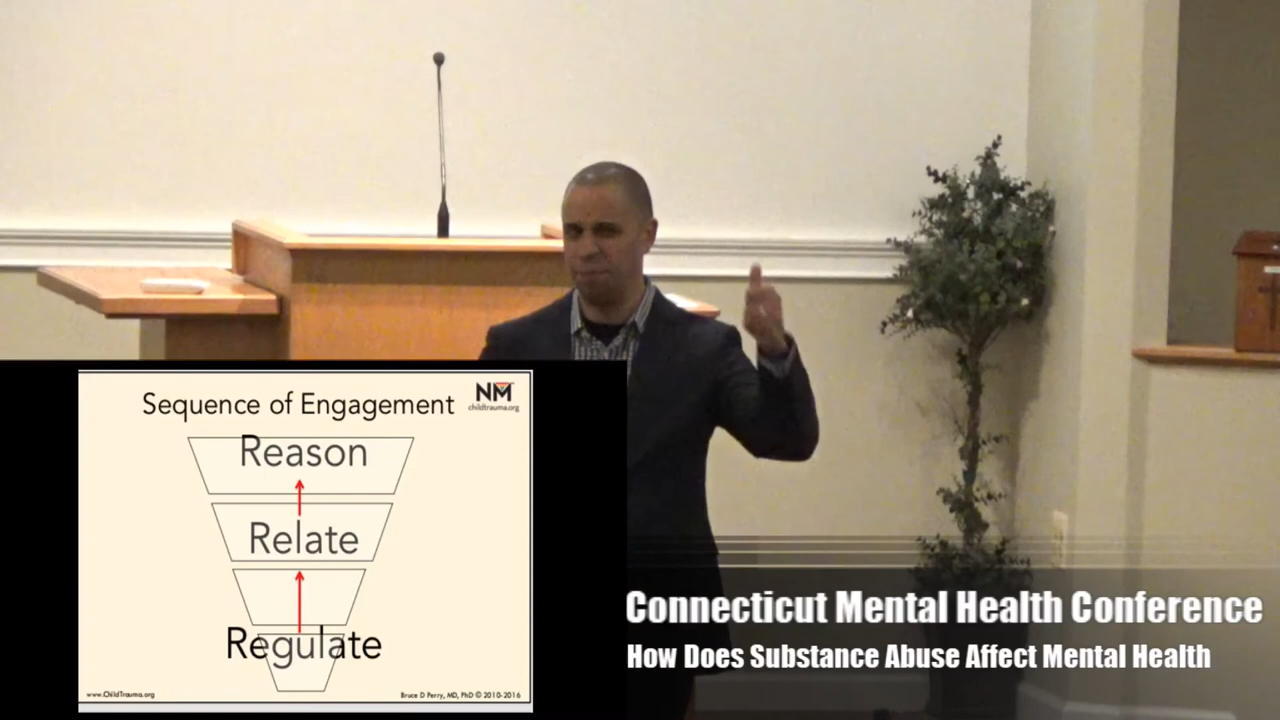 Sequence of Engagement
NM
childtrauma.org
Reason
Relate
Regulate
www.ChildTrauma.org
Bruce D Perry, MD, PhD © 2010-2016
Connecticut Mental Health Conference
How Does Substance Abuse Affect Mental Health